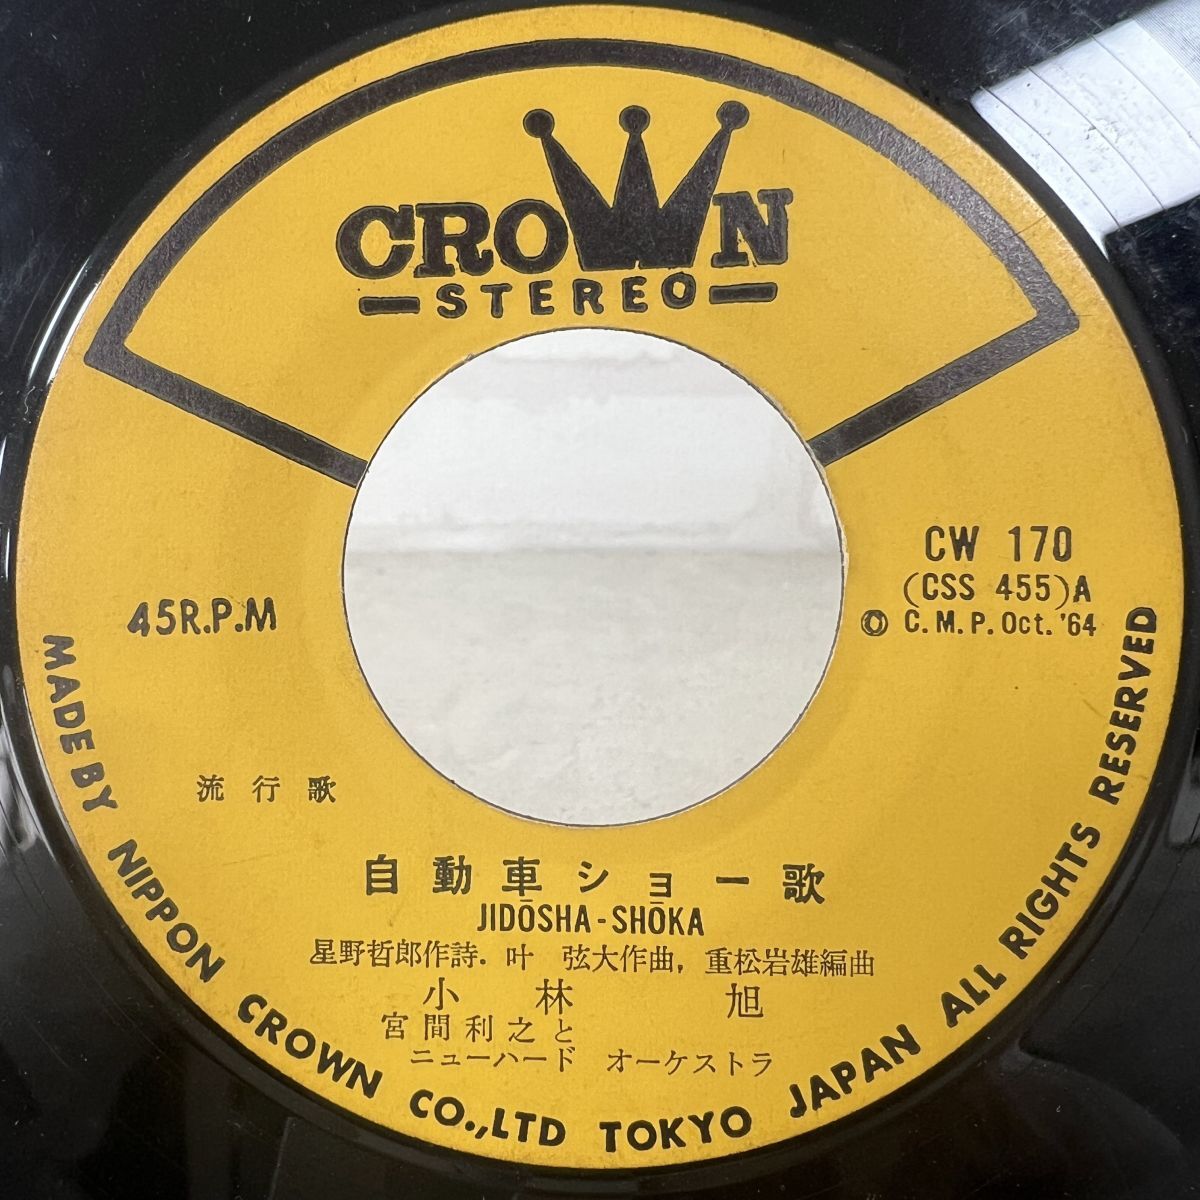 CROWN
STEREO
CW 170
(CSS 455)A
45R.P.M
Ⓒ C.M.P. Oct. '64
流行歌
自動車ショー歌
JIDŌSHA-SHŌKA
星野哲郎作詩. 叶 弦大作曲, 重松岩雄編曲
小林 旭
宮間利之と
ニューハード オーケストラ
MADE BY NIPPON CROWN CO.,LTD TOKYO JAPAN ALL RIGHTS RESERVED